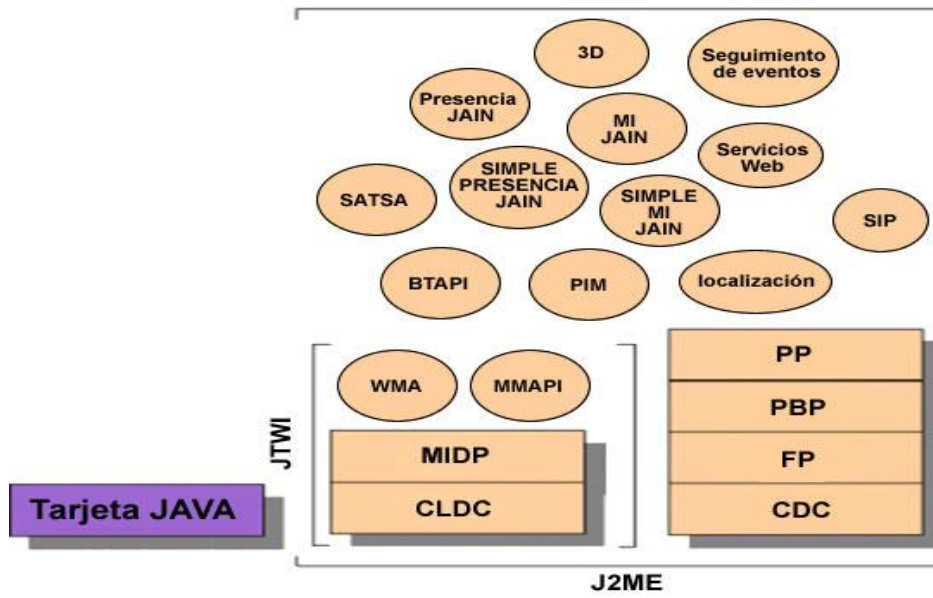 3D
Seguimiento
de eventos
Presencia
JAIN
MI
JAIN
Servicios
Web
SIMPLE
PRESENCIA
JAIN
SATSA
SIMPLE
MI
JAIN
SIP
BTAPI
PIM
localización
PP
WMA
MMAPI
PBP
JTWI
MIDP
FP
Tarjeta JAVA
CLDC
CDC
J2ME